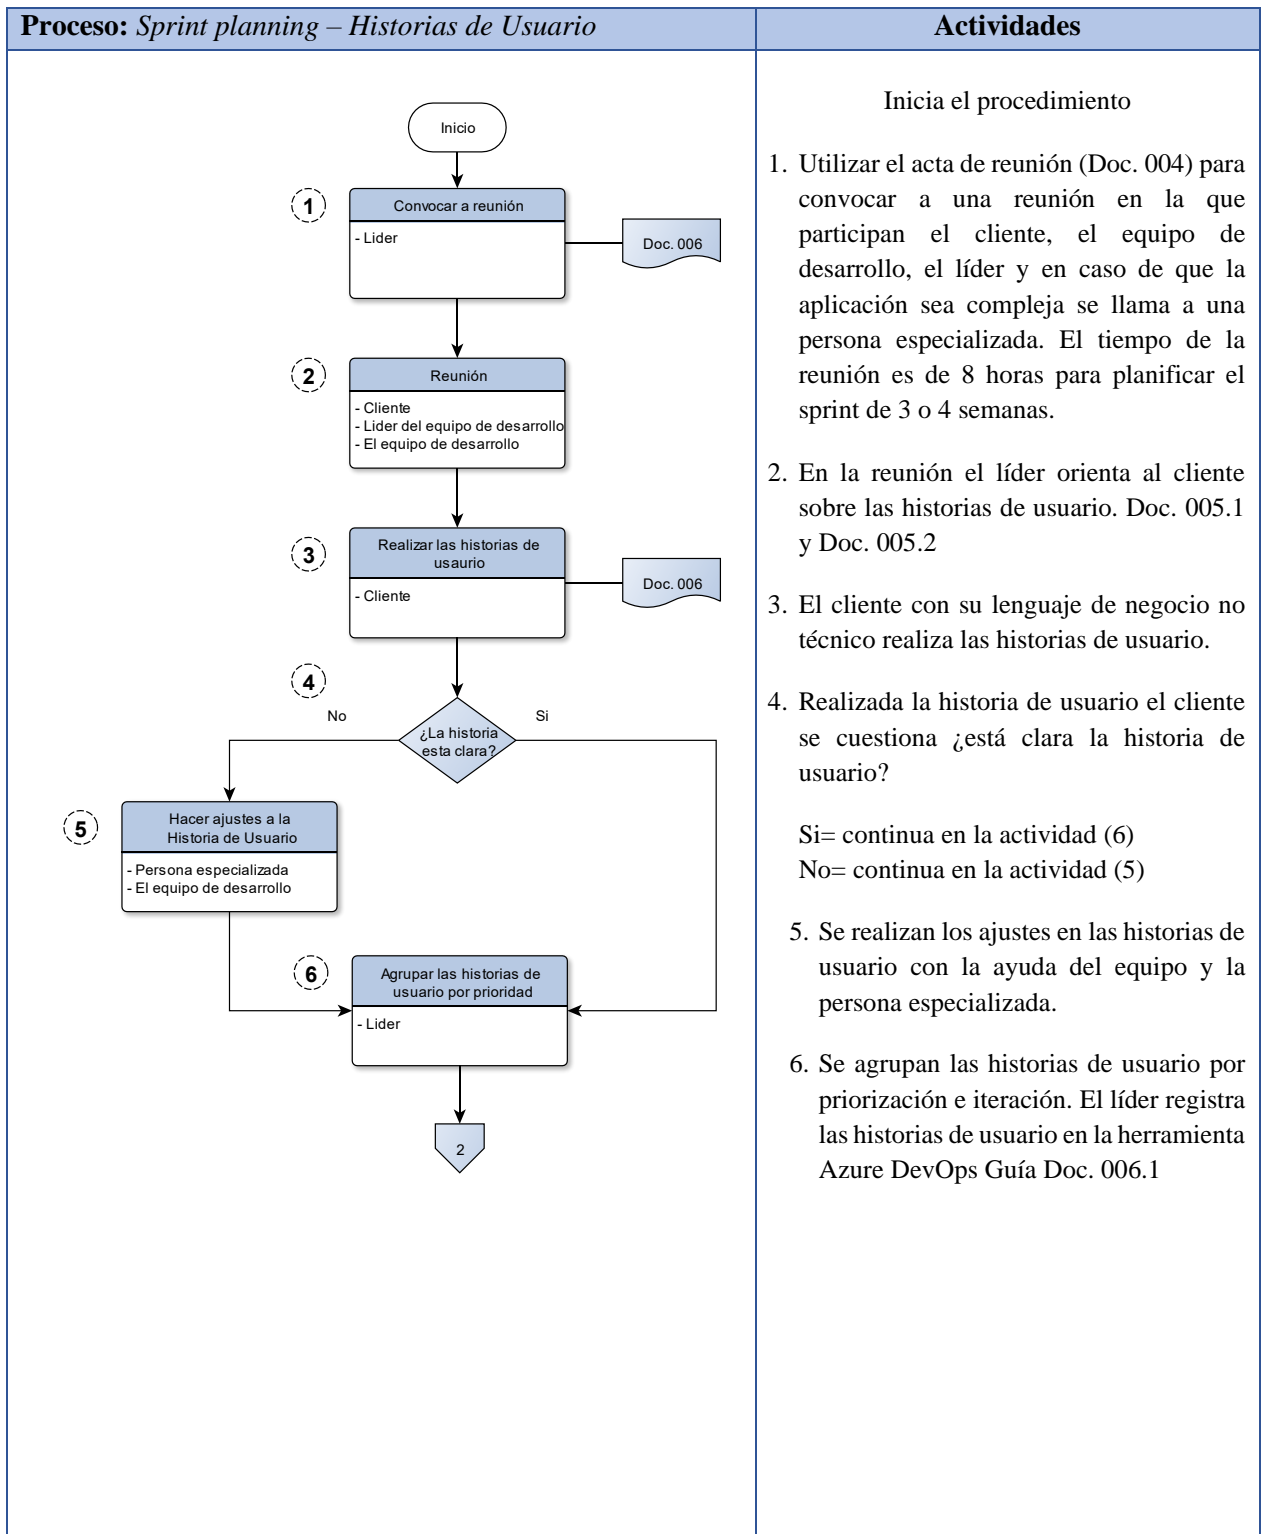 Proceso: Sprint planning – Historias de Usuario
Actividades
Inicio
1
Convocar a reunión
- Lider
Doc. 006
2
Reunión
- Cliente
- Lider del equipo de desarrollo
- El equipo de desarrollo
3
Realizar las historias de
usaurio
- Cliente
Doc. 006
4
No
Si
¿La historia
esta clara?
5
Hacer ajustes a la
Historia de Usuario
- Persona especializada
- El equipo de desarrollo
6
Agrupar las historias de
usuario por prioridad
- Lider
2
Inicia el procedimiento
1. Utilizar el acta de reunión (Doc. 004) para
convocar a una reunión en la que
participan el cliente, el equipo de
desarrollo, el líder y en caso de que la
aplicación sea compleja se llama a una
persona especializada. El tiempo de la
reunión es de 8 horas para planificar el
sprint de 3 o 4 semanas.
2. En la reunión el líder orienta al cliente
sobre las historias de usuario. Doc. 005.1
y Doc. 005.2
3. El cliente con su lenguaje de negocio no
técnico realiza las historias de usuario.
4. Realizada la historia de usuario el cliente
se cuestiona ¿está clara la historia de
usuario?
Si= continua en la actividad (6)
No= continua en la actividad (5)
5. Se realizan los ajustes en las historias de
usuario con la ayuda del equipo y la
persona especializada.
6. Se agrupan las historias de usuario por
priorización e iteración. El líder registra
las historias de usuario en la herramienta
Azure DevOps Guía Doc. 006.1